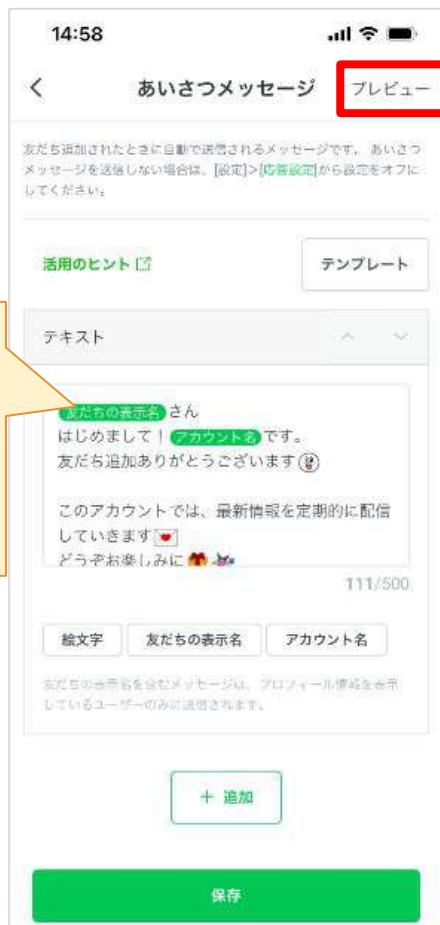 14:58
あいさつメッセージ
プレビュー
友だち追加されたときに自動で送信されるメッセージです。 あいさつ
メッセージを送信しない場合は、[設定]>[応答設定]から設定をオフに
してください。
活用のヒント
テンプレート
テキスト
友だちの表示名 さん
はじめまして! アカウント名 です。
友だち追加ありがとうございます
このアカウントでは、最新情報を定期的に配信
していきます
どうぞお楽しみに
111/500
絵文字
友だちの表示名
アカウント名
友だちの表示名を含むメッセージは、プロフィール情報を表示
しているユーザーのみに送信されます。
+ 追加
保存